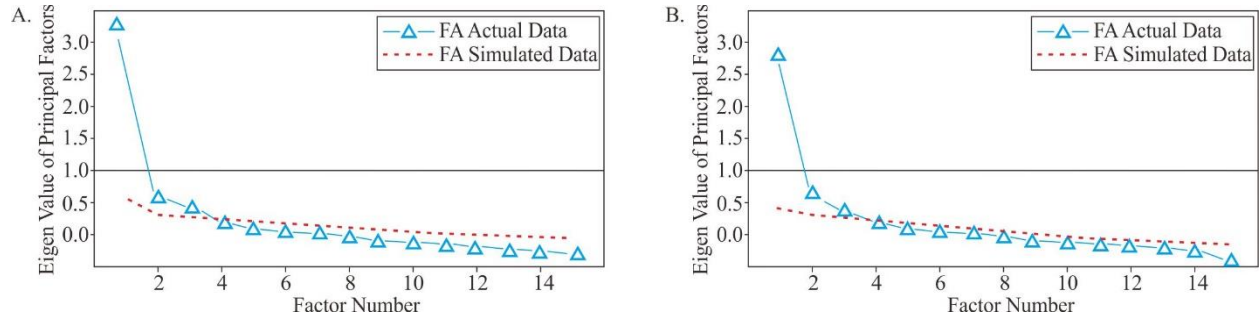 A.
Eigen Value of Principal Factors
3.0
2.5
2.0
1.5
1.0
0.5
0.0
FA Actual Data
FA Simulated Data
2 4 6 8 10 12 14
Factor Number
B.
Eigen Value of Principal Factors
3.0
2.5
2.0
1.5
1.0
0.5
0.0
FA Actual Data
FA Simulated Data
2 4 6 8 10 12 14
Factor Number